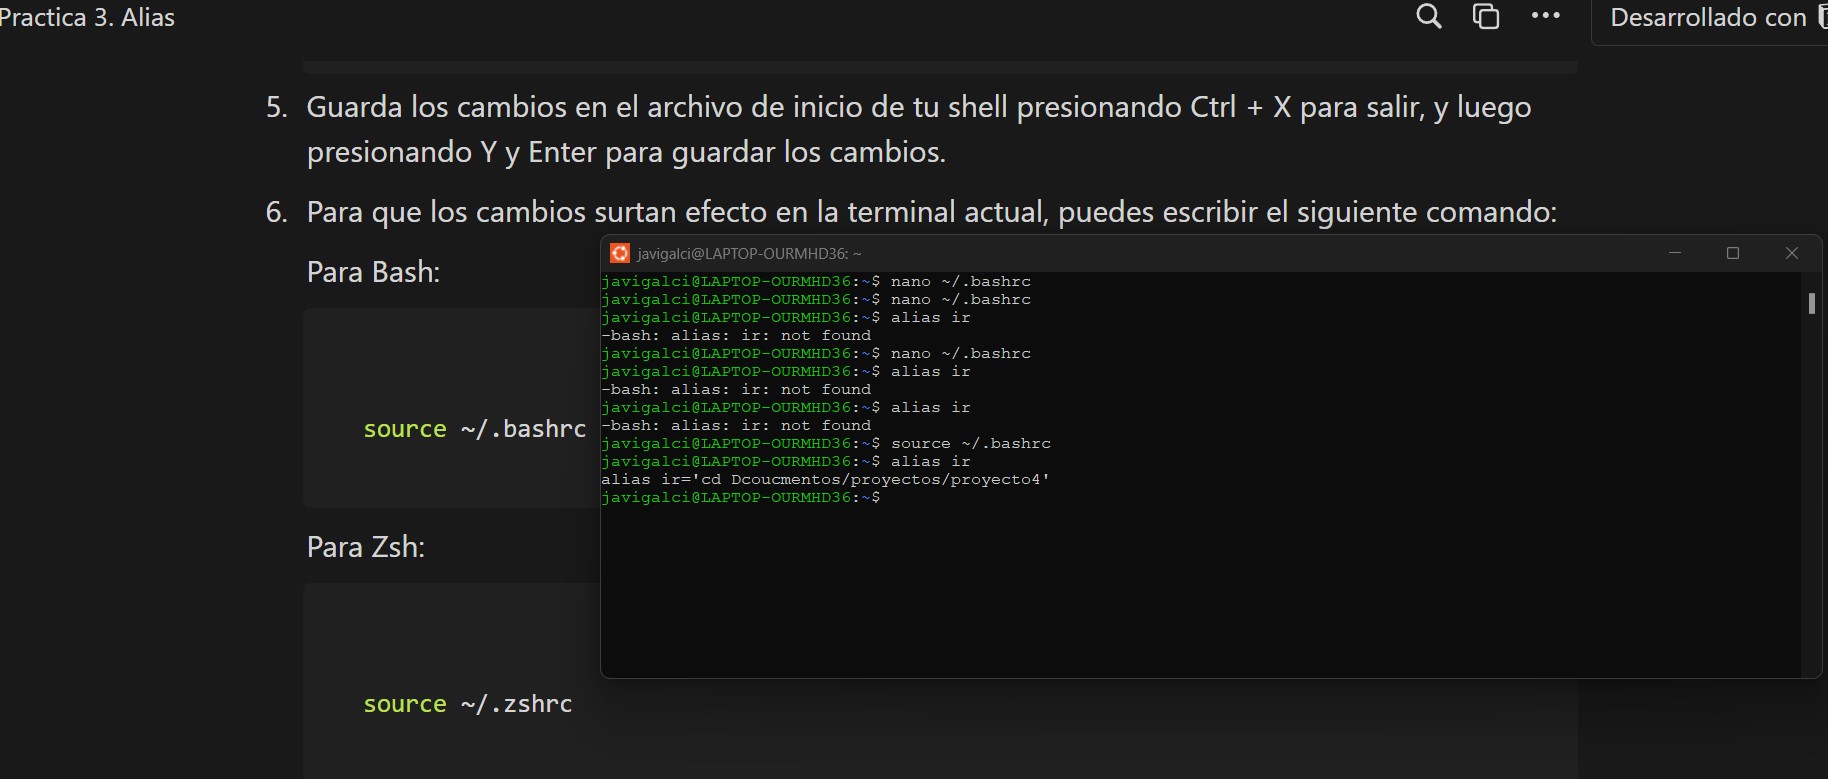 Practica 3. Alias
Desarrollado con
5. Guarda los cambios en el archivo de inicio de tu shell presionando Ctrl + X para salir, y luego
presionando Y y Enter para guardar los cambios.
6. Para que los cambios surtan efecto en la terminal actual, puedes escribir el siguiente comando:
Para Bash:
source ~/.bashrc
Para Zsh:
source ~/.zshrc
javigalci@LAPTOP-OURMHD36: ~
javigalci@LAPTOP-OURMHD36:~$ nano ~/.bashrc
javigalci@LAPTOP-OURMHD36:~$ nano ~/.bashrc
javigalci@LAPTOP-OURMHD36:~$ alias ir
-bash: alias: ir: not found
javigalci@LAPTOP-OURMHD36:~$ nano ~/.bashrc
javigalci@LAPTOP-OURMHD36:~$ alias ir
-bash: alias: ir: not found
javigalci@LAPTOP-OURMHD36:~$ alias ir
-bash: alias: ir: not found
javigalci@LAPTOP-OURMHD36:~$ source ~/.bashrc
javigalci@LAPTOP-OURMHD36:~$ alias ir
alias ir='cd Dcoucmentos/proyectos/proyecto4'
javigalci@LAPTOP-OURMHD36:~$